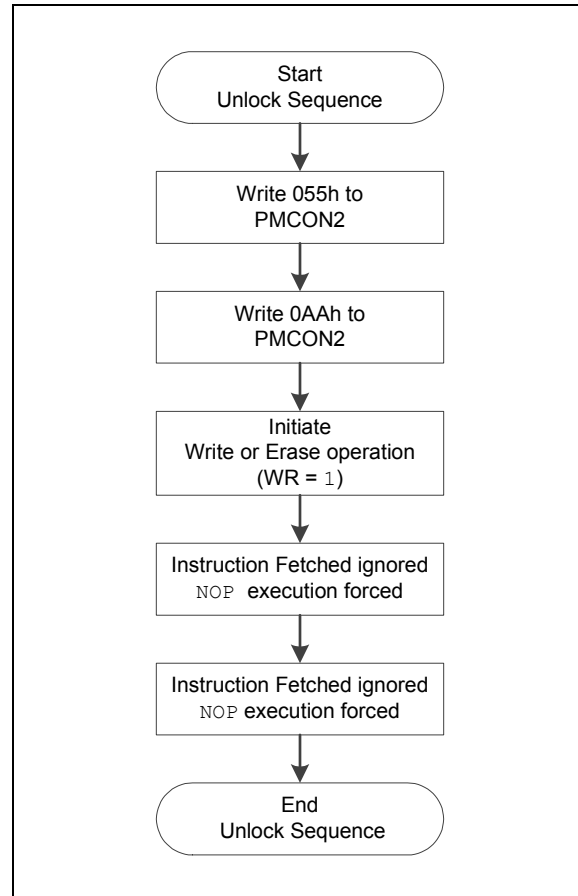 Start
Unlock Sequence
Write 055h to
PMCON2
Write 0AAh to
PMCON2
Initiate
Write or Erase operation
(WR = 1)
Instruction Fetched ignored
NOP execution forced
Instruction Fetched ignored
NOP execution forced
End
Unlock Sequence